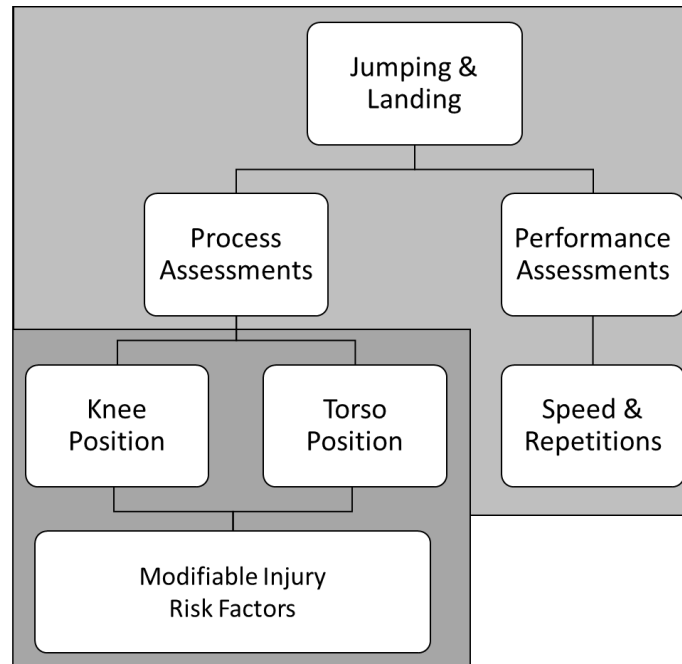 Jumping &
Landing
Process
Assessments
Performance
Assessments
Knee
Position
Torso
Position
Speed &
Repetitions
Modifiable Injury
Risk Factors